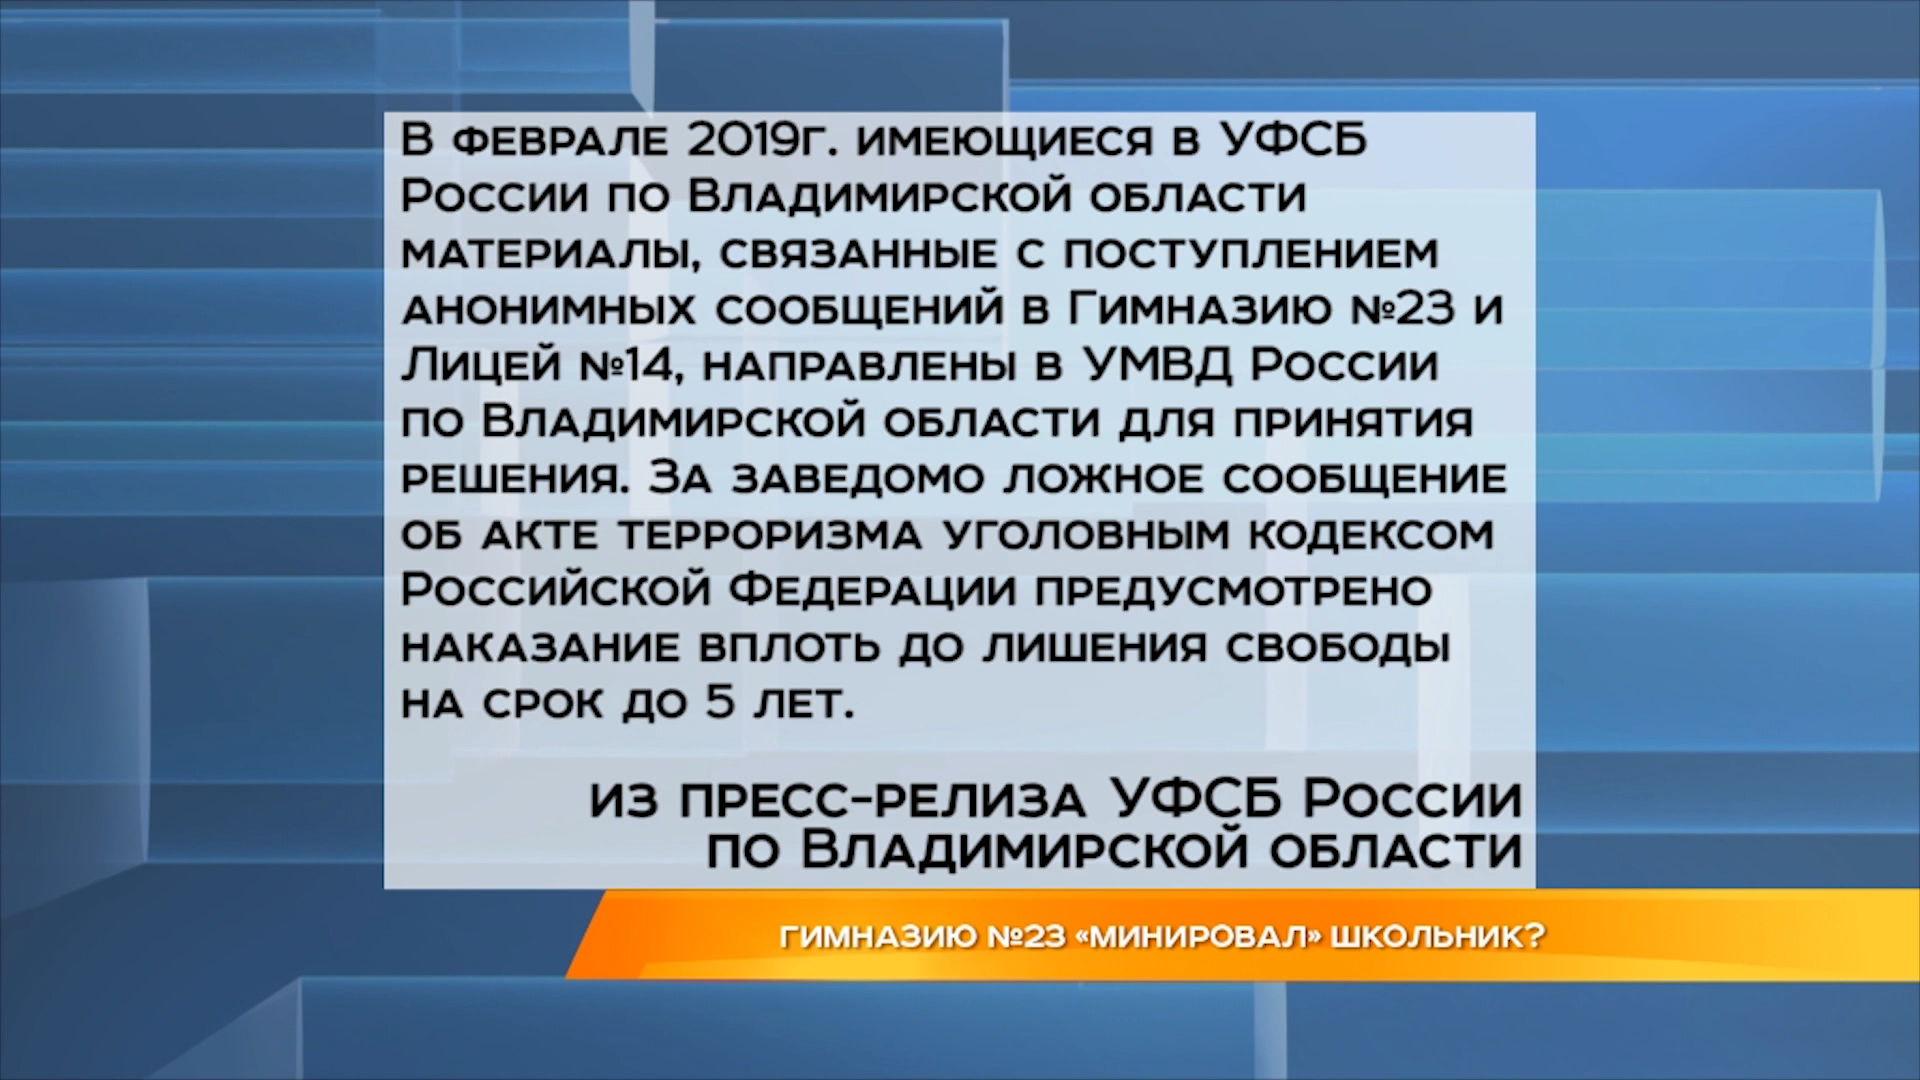 В ФЕВРАЛЕ 2019Г. ИМЕЮЩИЕСЯ В УФСБ
РОССИИ ПО ВЛАДИМИРСКОЙ ОБЛАСТИ
МАТЕРИАЛЫ, СВЯЗАННЫЕ С ПОСТУПЛЕНИЕМ
АНОНИМНЫХ СООБЩЕНИЙ В ГИМНАЗИЮ №23 И
ЛИЦЕЙ №14, НАПРАВЛЕНЫ В УМВД РОССИИ
ПО ВЛАДИМИРСКОЙ ОБЛАСТИ ДЛЯ ПРИНЯТИЯ
РЕШЕНИЯ. ЗА ЗАВЕДОМО ЛОЖНОЕ СООБЩЕНИЕ
ОБ АКТЕ ТЕРРОРИЗМА УГОЛОВНЫМ КОДЕКСОМ
РОССИЙСКОЙ ФЕДЕРАЦИИ ПРЕДУСМОТРЕНО
НАКАЗАНИЕ ВПЛОТЬ ДО ЛИШЕНИЯ СВОБОДЫ
НА СРОК ДО 5 ЛЕТ.
ИЗ ПРЕСС-РЕЛИЗА УФСБ РОССИИ
ПО ВЛАДИМИРСКОЙ ОБЛАСТИ
ГИМНАЗИЮ №23 «МИНИРОВАЛ» ШКОЛЬНИК?